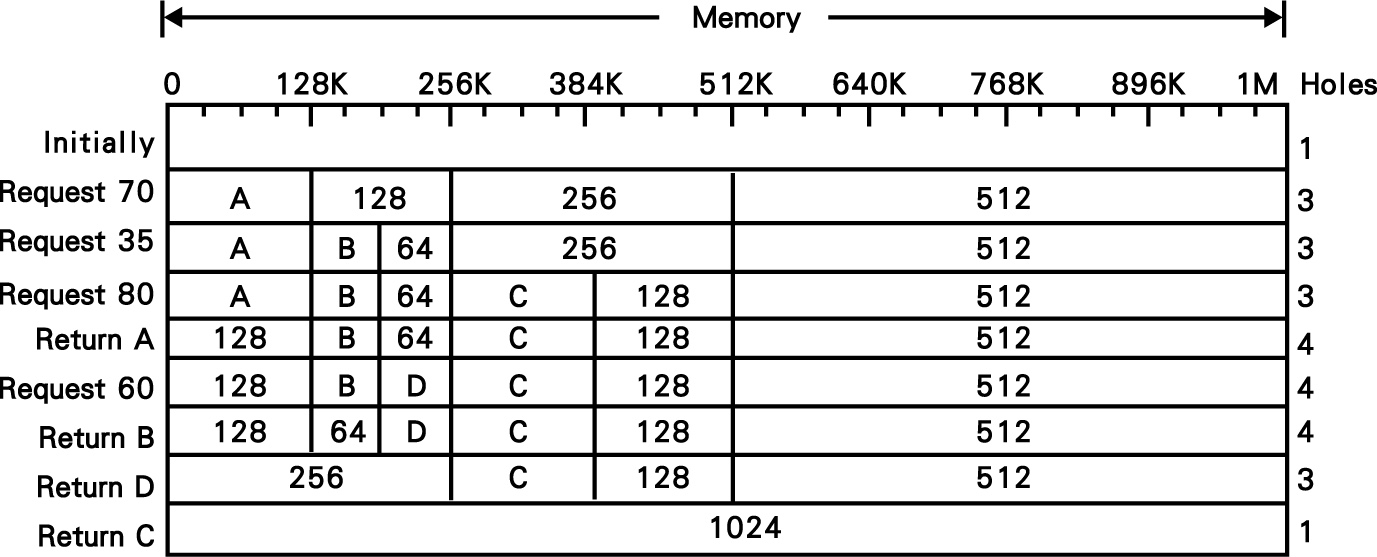 Memory
0 128K 256K 384K 512K 640K 768K 896K 1M Holes
Initially 1
Request 70 A 128 256 512 3
Request 35 A B 64 256 512 3
Request 80 A B 64 C 128 512 3
Return A 128 B 64 C 128 512 4
Request 60 128 B D C 128 512 4
Return B 128 64 D C 128 512 4
Return D 256 C 128 512 3
Return C 1024 1